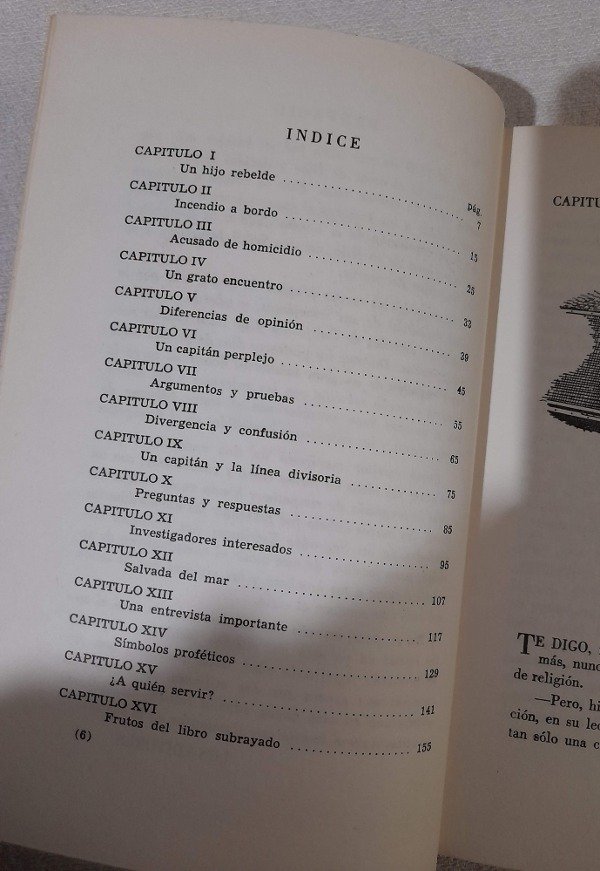 INDICE
CAPITULO I
Pág.
Un hijo rebelde ........ 7
CAPITULO II
Incendio a bordo ........ 15
CAPITULO III
Acusado de homicidio ........ 25
CAPITULO IV
Un grato encuentro ........ 33
CAPITULO V
Diferencias de opinión ........ 39
CAPITULO VI
Un capitán perplejo ........ 45
CAPITULO VII
Argumentos y pruebas ........ 55
CAPITULO VIII
Divergencia y confusión ........ 65
CAPITULO IX
Un capitán y la línea divisoria ........ 75
CAPITULO X
Preguntas y respuestas ........ 85
CAPITULO XI
Investigadores interesados ........ 95
CAPITULO XII
Salvada del mar ........ 107
CAPITULO XIII
Una entrevista importante ........ 117
CAPITULO XIV
Símbolos proféticos ........ 129
CAPITULO XV
¿A quién servir? ........ 141
CAPITULO XVI
Frutos del libro subrayado ........ 155
(6)
CAPITU
TE DIGO,
más, nunc
de religión.
—Pero, hi
ción, en su lec
tan sólo una c